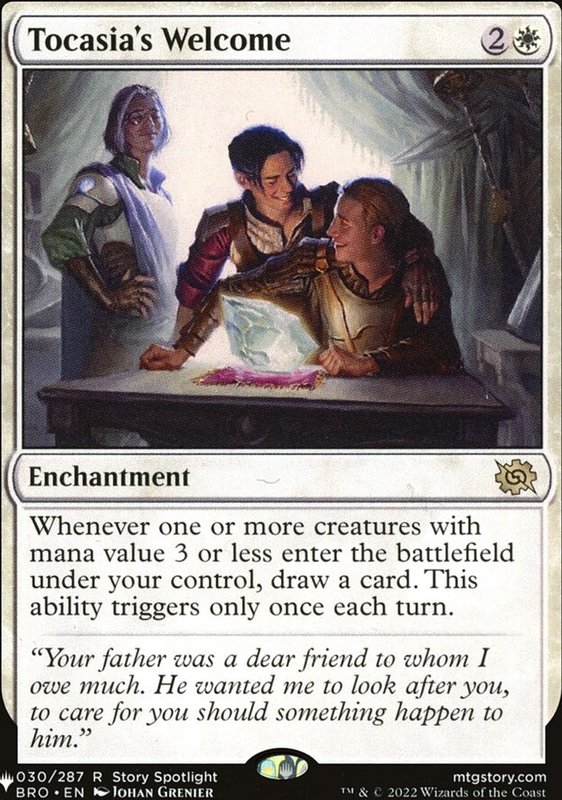 Tocasia's Welcome 2
Enchantment
Whenever one or more creatures with
mana value 3 or less enter the battlefield
under your control, draw a card. This
ability triggers only once each turn.
“Your father was a dear friend to whom I
owe much. He wanted me to look after you,
to care for you should something happen to
him.”
030/287 R Story Spotlight mtgstory.com
BRO • EN Johan Grenier ™ & © 2022 Wizards of the Coast